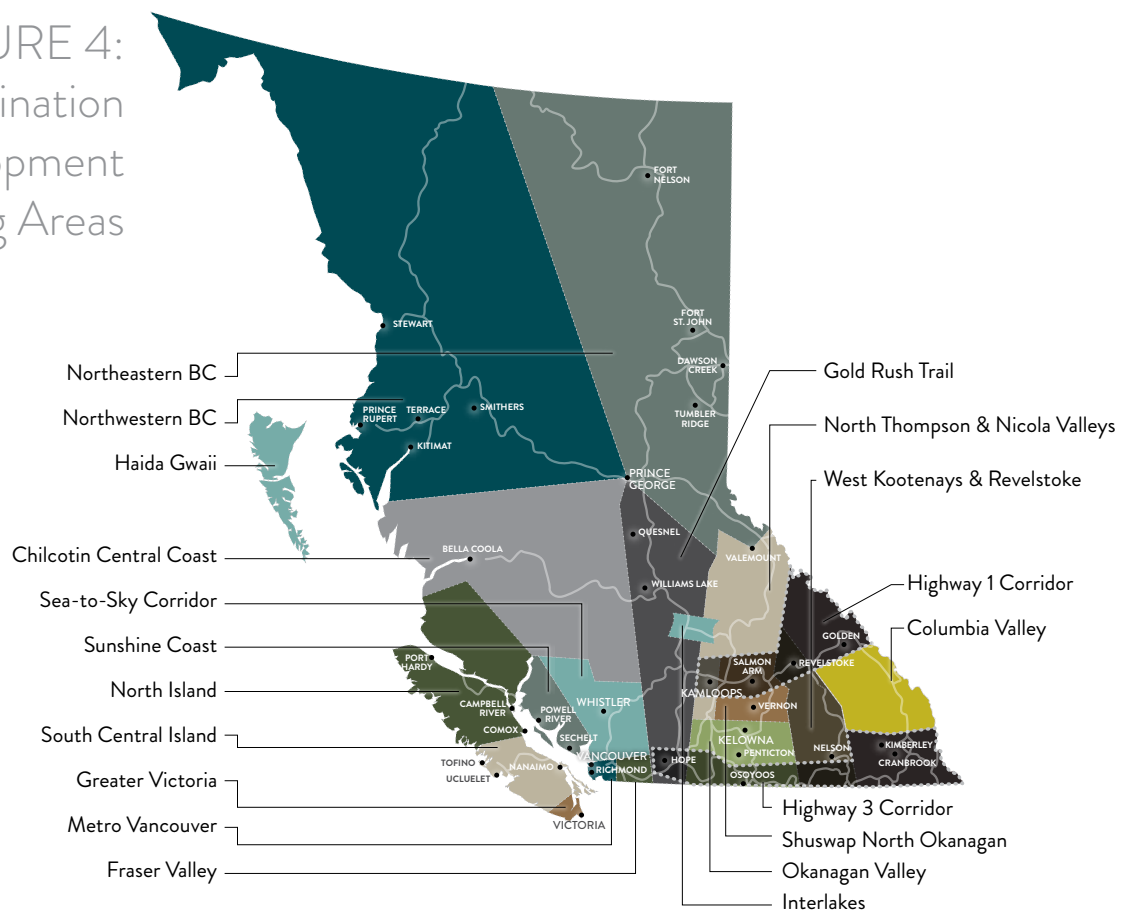 URE 4:
ination
opment
g Areas
FORT
NELSON
FORT
ST. JOHN
DAWSON
CREEK
TUMBLER
RIDGE
STEWART
SMITHERS
PRINCE
RUPERT
TERRACE
KITIMAT
PRINCE
GEORGE
QUESNEL
WILLIAMS LAKE
VALEMOUNT
BELLA COOLA
PORT
HARDY
CAMPBELL
RIVER
COMOX
POWELL
RIVER
SECHELT
WHISTLER
VANCOUVER
RICHMOND
TOFINO
UCLUELET
NANAIMO
VICTORIA
HOPE
KAMLOOPS
SALMON
ARM
REVELSTOKE
GOLDEN
VERNON
KELOWNA
PENTICTON
OSOYOOS
NELSON
KIMBERLEY
CRANBROOK
Northeastern BC
Northwestern BC
Haida Gwaii
Chilcotin Central Coast
Sea-to-Sky Corridor
Sunshine Coast
North Island
South Central Island
Greater Victoria
Metro Vancouver
Fraser Valley
Gold Rush Trail
North Thompson & Nicola Valleys
West Kootenays & Revelstoke
Highway 1 Corridor
Columbia Valley
Highway 3 Corridor
Shuswap North Okanagan
Okanagan Valley
Interlakes